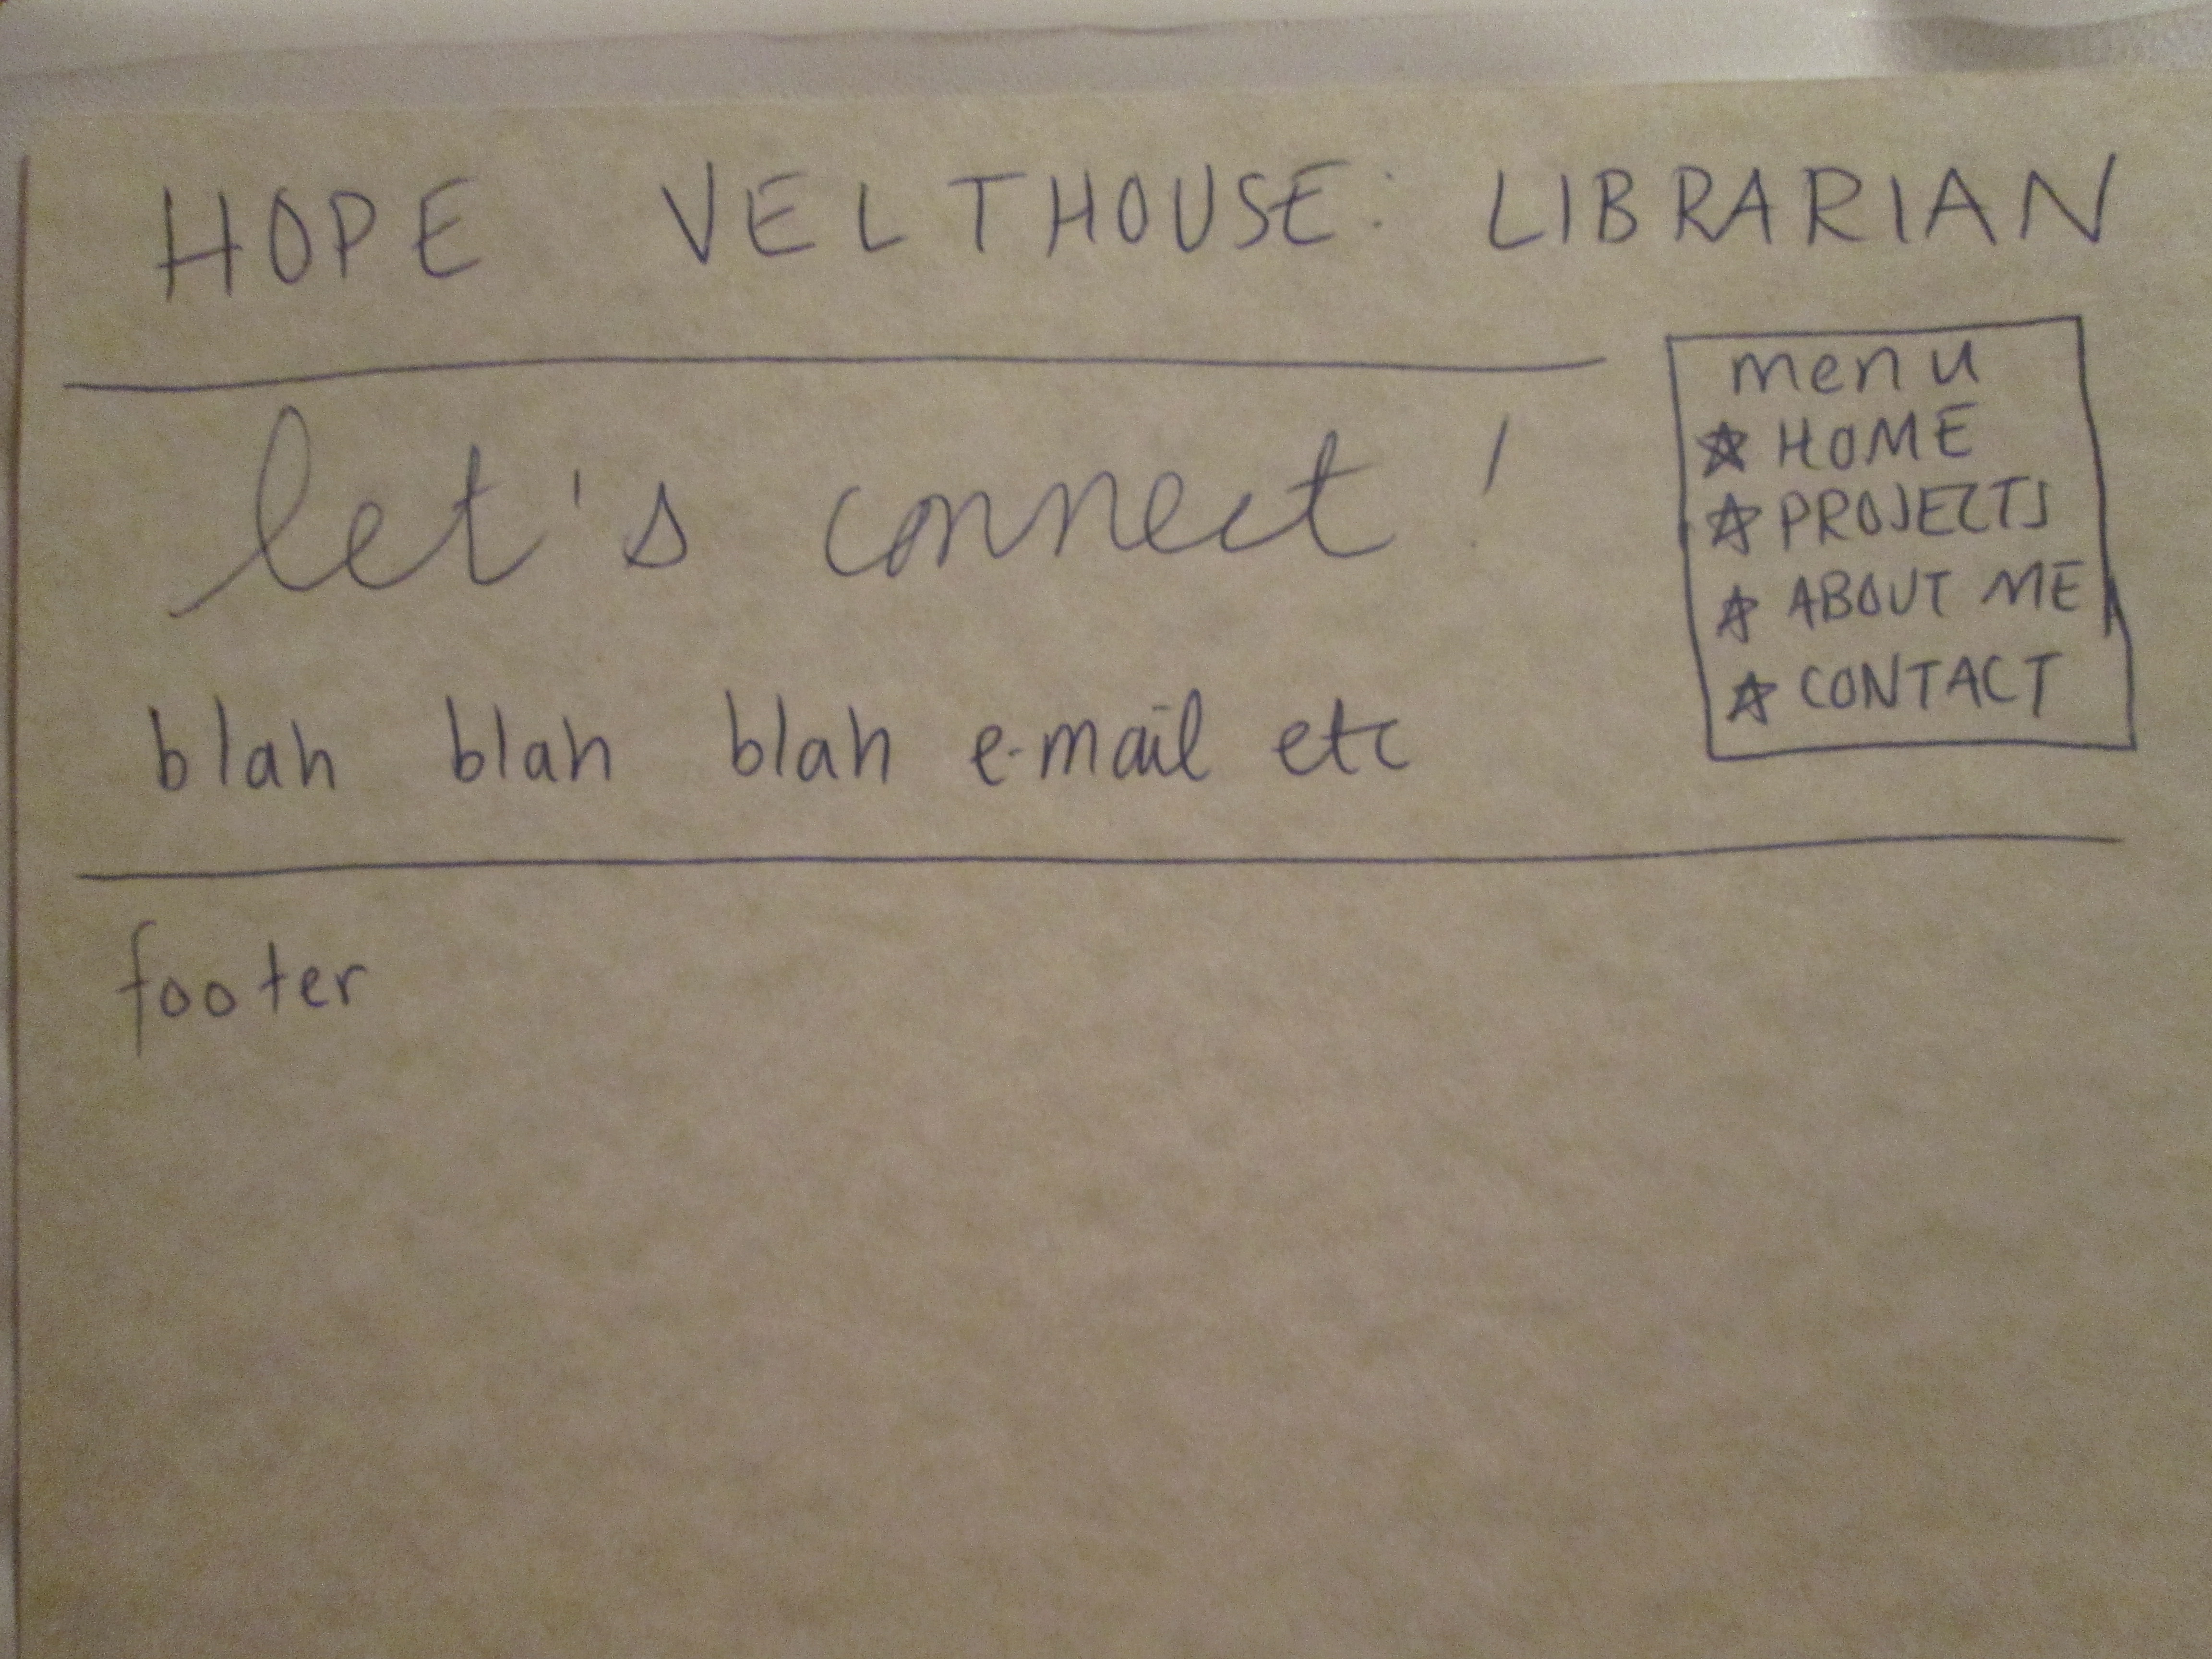 HOPE VELTHOUSE: LIBRARIAN
let's connect!
blah blah blah e-mail etc
menu
☆ HOME
☆ PROJECTS
☆ ABOUT ME
☆ CONTACT
footer